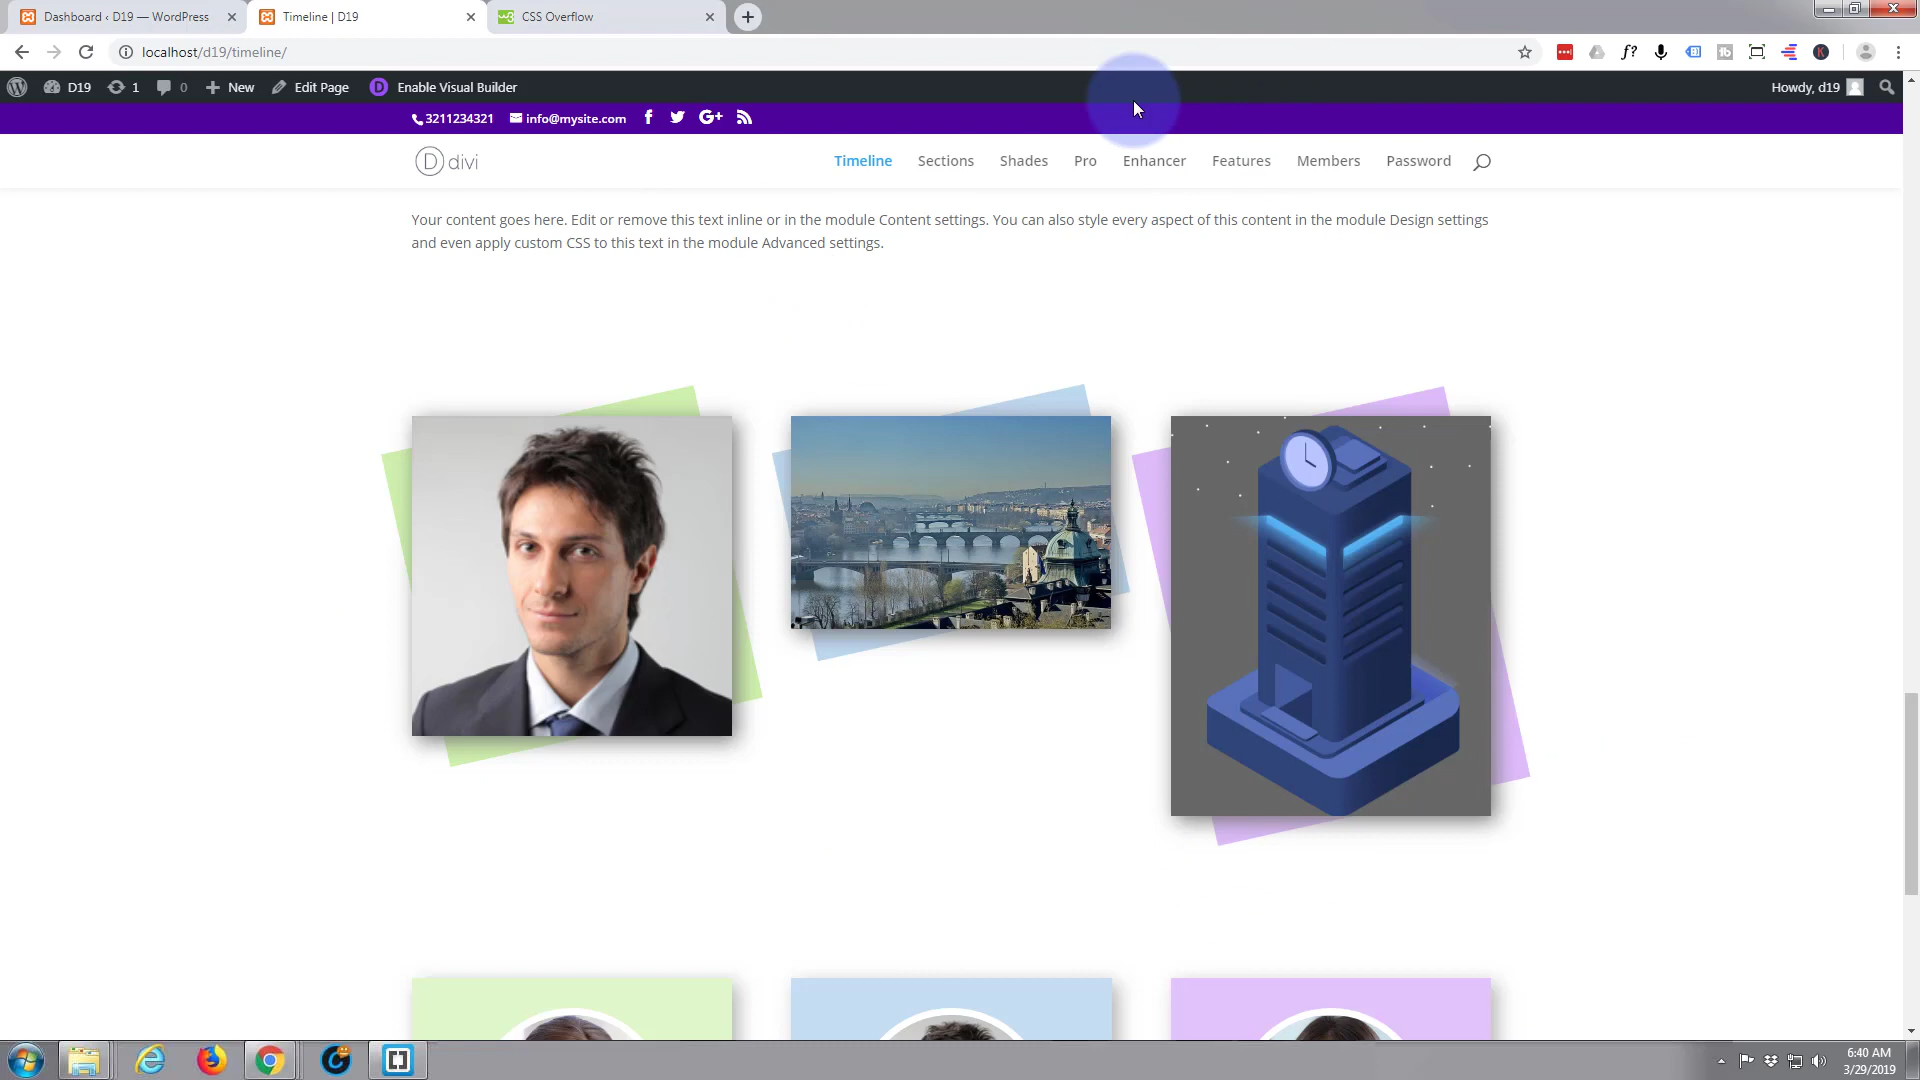 Dashboard ‹ D19 — WordPress
Timeline | D19
CSS Overflow
localhost/d19/timeline/
D19
1
0
New
Edit Page
Enable Visual Builder
Howdy, d19
3211234321
info@mysite.com
divi
Timeline
Sections
Shades
Pro
Enhancer
Features
Members
Password
Your content goes here. Edit or remove this text inline or in the module Content settings. You can also style every aspect of this content in the module Design settings
and even apply custom CSS to this text in the module Advanced settings.
6:40 AM
3/29/2019